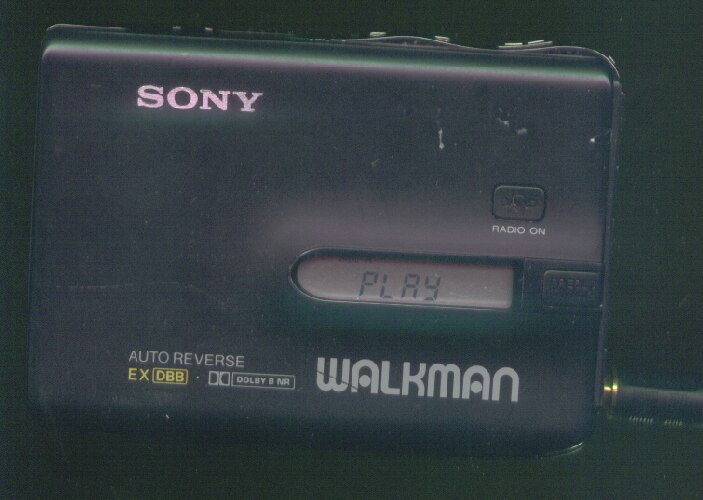 SONY
RADIO ON
PLAY
AUTO REVERSE
EX DBB DOLBY B NR
WALKMAN